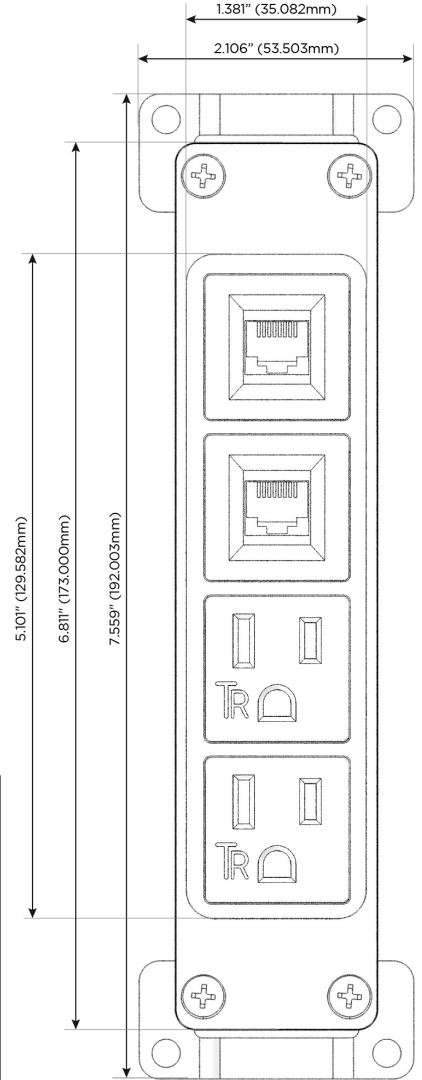 1.381" (35.082mm)
2.106" (53.503mm)
5.101" (129.582mm)
6.811" (173.000mm)
7.559" (192.003mm)
TR
TR